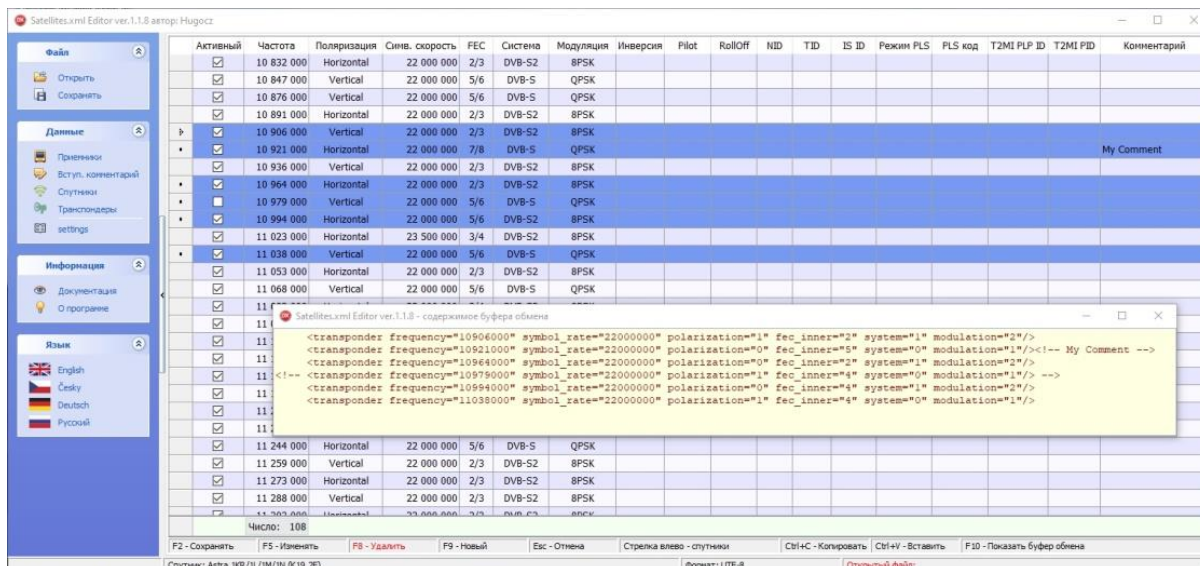 Satellites.xml Editor ver.1.1.8 автор: Hugocz
Файл
Открыть
Сохранять
Данные
Приемники
Вступ. комментарий
Спутники
Транспондеры
settings
Информация
Документация
О программе
Язык
English
Česky
Deutsch
Русский
Активный Частота Поляризация Симв. скорость FEC Система Модуляция Инверсия Pilot RollOff NID TID IS ID Режим PLS PLS код T2MI PLP ID T2MI PID Комментарий
10 832 000 Horizontal 22 000 000 2/3 DVB-S2 8PSK
10 847 000 Vertical 22 000 000 5/6 DVB-S QPSK
10 876 000 Vertical 22 000 000 5/6 DVB-S QPSK
10 891 000 Horizontal 22 000 000 2/3 DVB-S2 8PSK
10 906 000 Vertical 22 000 000 2/3 DVB-S2 8PSK
10 921 000 Horizontal 22 000 000 7/8 DVB-S QPSK My Comment
10 936 000 Vertical 22 000 000 2/3 DVB-S2 8PSK
10 964 000 Horizontal 22 000 000 2/3 DVB-S2 8PSK
10 979 000 Vertical 22 000 000 5/6 DVB-S QPSK
10 994 000 Horizontal 22 000 000 5/6 DVB-S2 8PSK
11 023 000 Horizontal 23 500 000 3/4 DVB-S2 8PSK
11 038 000 Vertical 22 000 000 5/6 DVB-S QPSK
11 053 000 Horizontal 22 000 000 2/3 DVB-S2 8PSK
11 068 000 Vertical 22 000 000 5/6 DVB-S QPSK
Satellites.xml Editor ver.1.1.8 - содержимое буфера обмена
<transponder frequency="10906000" symbol_rate="22000000" polarization="1" fec_inner="2" system="1" modulation="2"/>
<transponder frequency="10921000" symbol_rate="22000000" polarization="0" fec_inner="5" system="0" modulation="1"/><!-- My Comment -->
<transponder frequency="10964000" symbol_rate="22000000" polarization="0" fec_inner="2" system="1" modulation="2"/>
<!-- <transponder frequency="10979000" symbol_rate="22000000" polarization="1" fec_inner="4" system="0" modulation="1"/> -->
<transponder frequency="10994000" symbol_rate="22000000" polarization="0" fec_inner="4" system="1" modulation="2"/>
<transponder frequency="11038000" symbol_rate="22000000" polarization="1" fec_inner="4" system="0" modulation="1"/>
11 244 000 Horizontal 22 000 000 5/6 DVB-S QPSK
11 259 000 Vertical 22 000 000 2/3 DVB-S2 8PSK
11 273 000 Horizontal 22 000 000 2/3 DVB-S2 8PSK
11 288 000 Vertical 22 000 000 2/3 DVB-S2 8PSK
Число: 108
F2 - Сохранять F5 - Изменять F8 - Удалить F9 - Новый Esc - Отмена Стрелка влево - спутники Ctrl+C - Копировать Ctrl+V - Вставить F10 - Показать буфер обмена
Формат: UTF-8 Открытый файл: